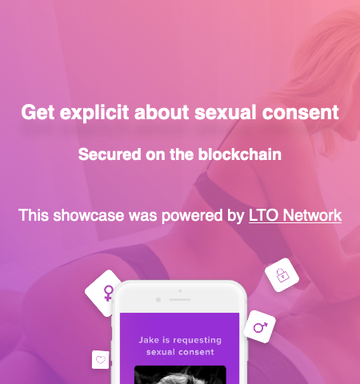 Get explicit about sexual consent
Secured on the blockchain
This showcase was powered by LTO Network
Jake is requesting
sexual consent